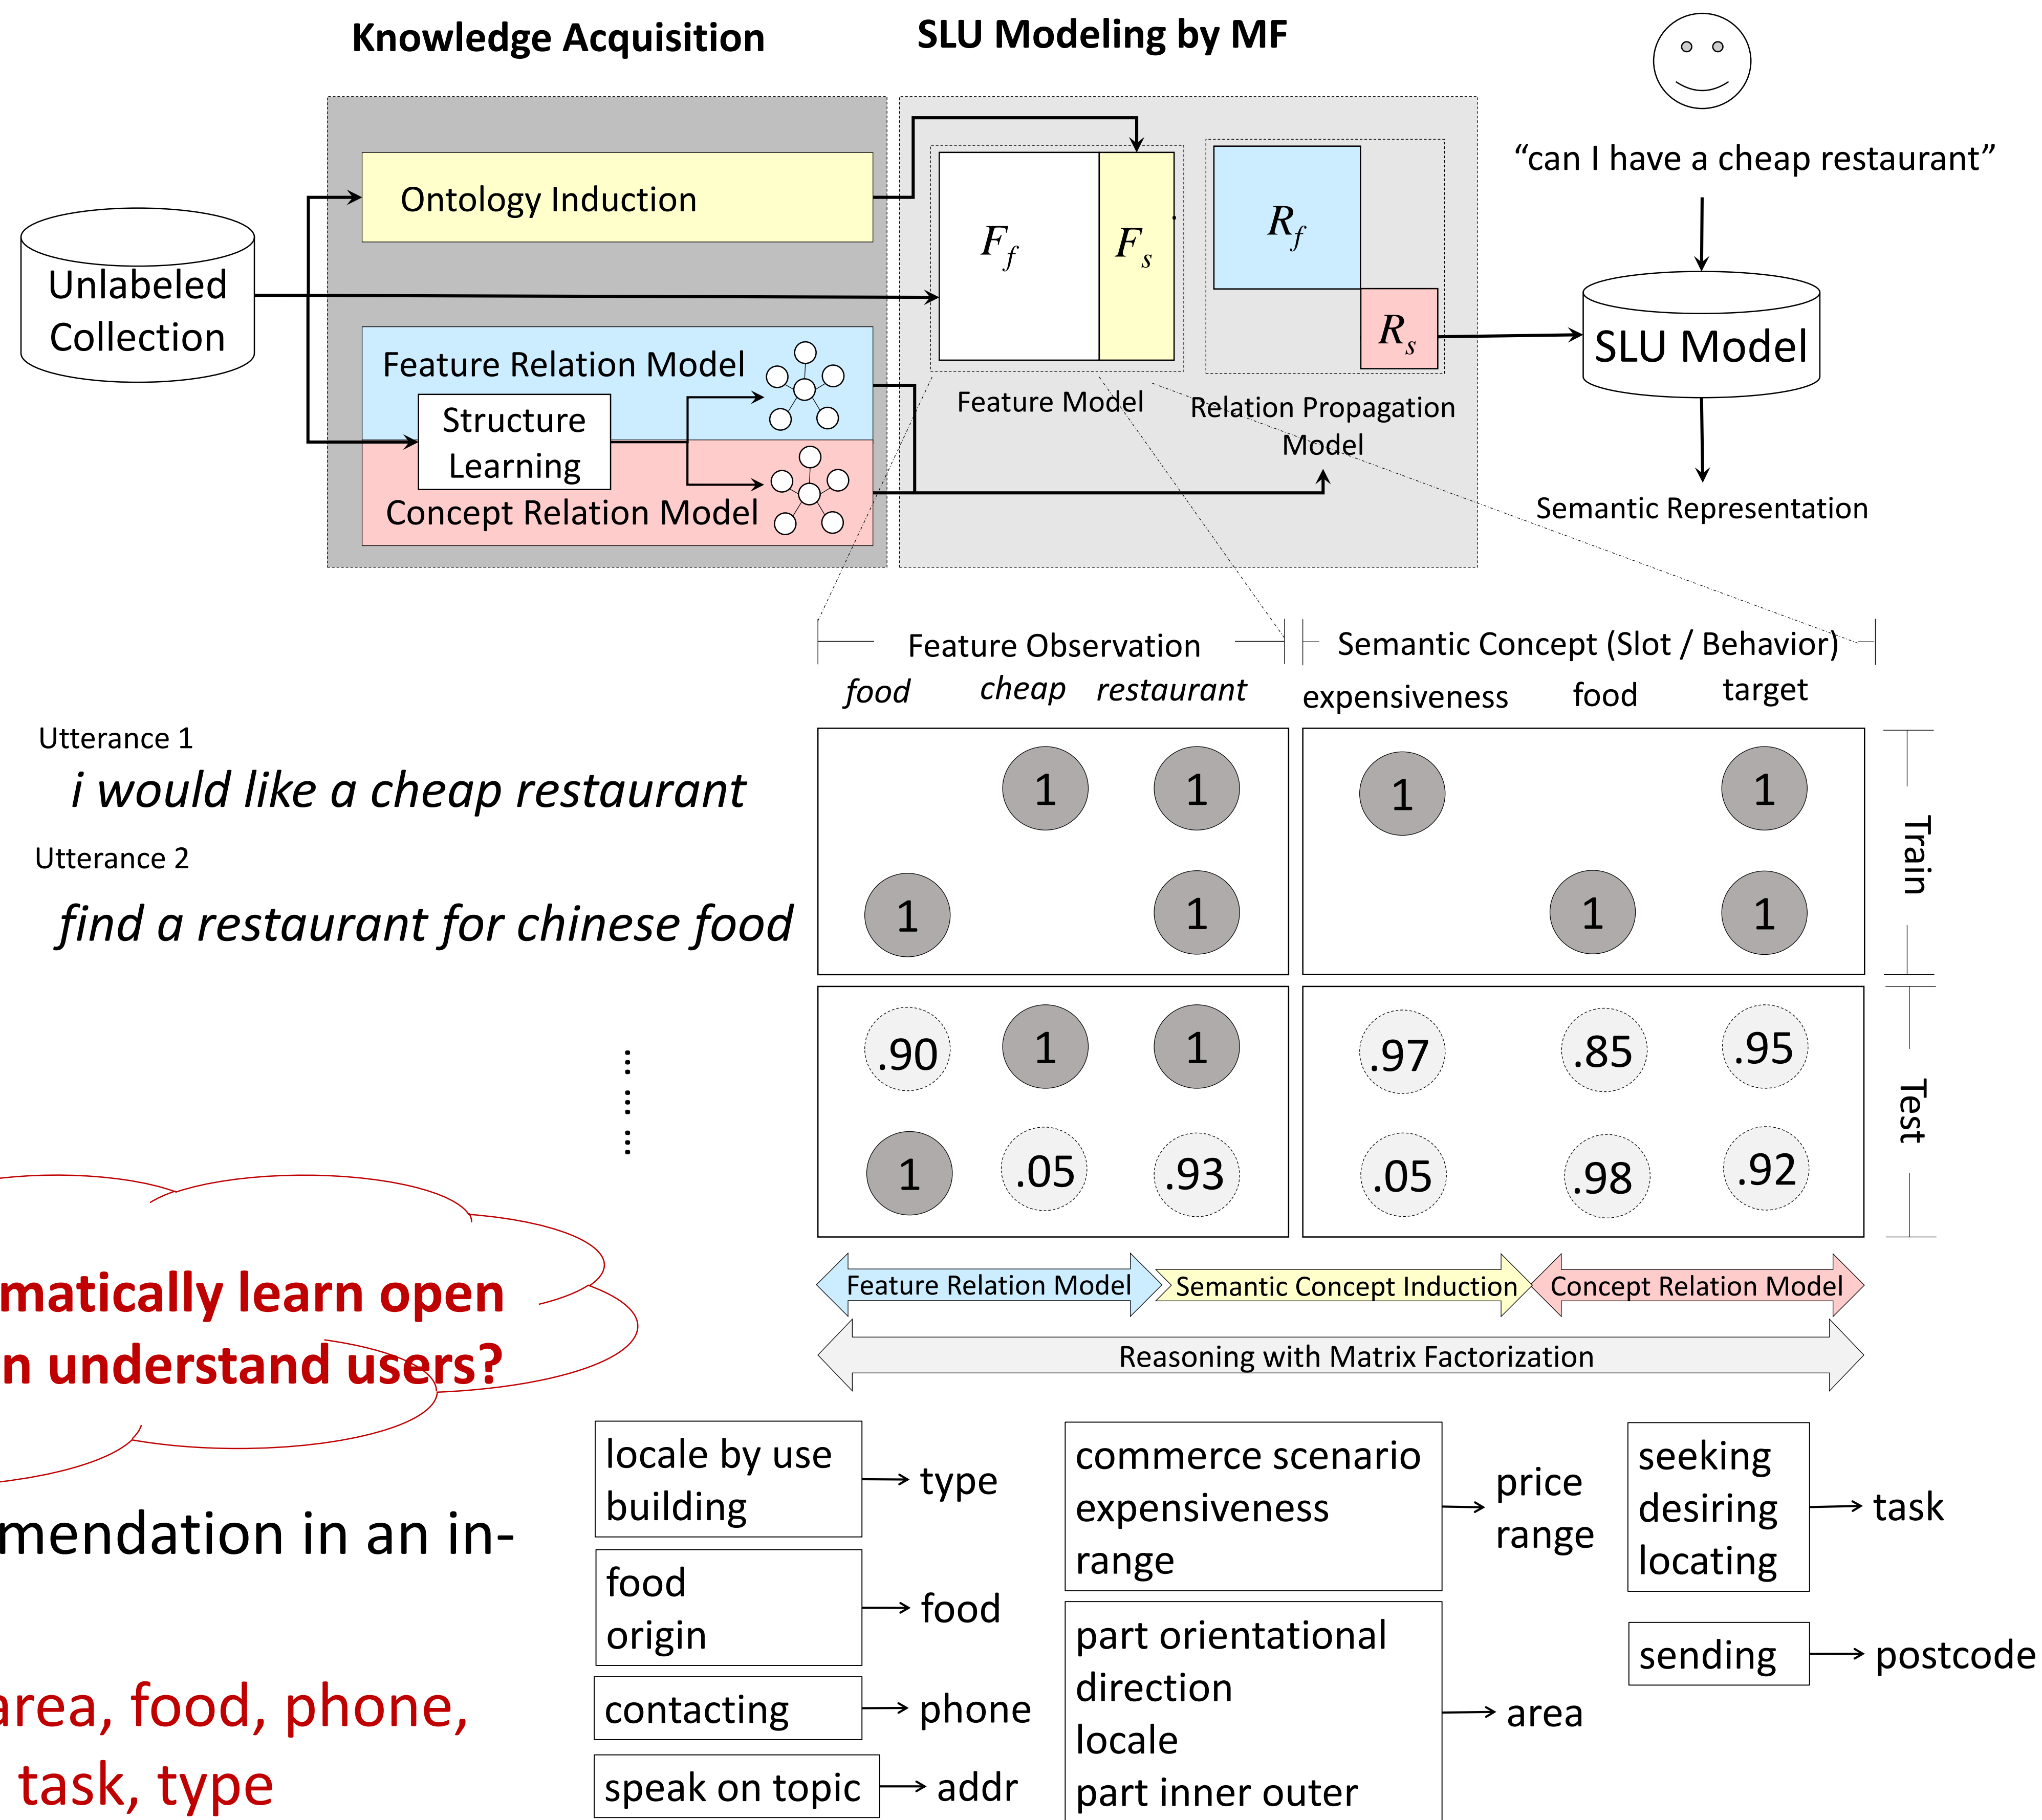 Knowledge Acquisition
SLU Modeling by MF
“can I have a cheap restaurant”
Ontology Induction
Unlabeled
Collection
F_f
F_s
R_f
R_s
SLU Model
Feature Relation Model
Structure
Learning
Concept Relation Model
Feature Model
Relation Propagation
Model
Semantic Representation
Feature Observation
Semantic Concept (Slot / Behavior)
food cheap restaurant
expensiveness food target
Utterance 1
i would like a cheap restaurant
1 1 1 1
Train
Utterance 2
find a restaurant for chinese food
1 1 1 1
.90 1 1 .97 .85 .95
Test
1 .05 .93 .05 .98 .92
Feature Relation Model
Semantic Concept Induction
Concept Relation Model
Reasoning with Matrix Factorization
matically learn open
n understand users?
mendation in an in-
area, food, phone,
task, type
locale by use
building
type
food
origin
food
contacting
phone
speak on topic
addr
commerce scenario
expensiveness
range
price
range
part orientational
direction
locale
part inner outer
area
seeking
desiring
locating
task
sending
postcode